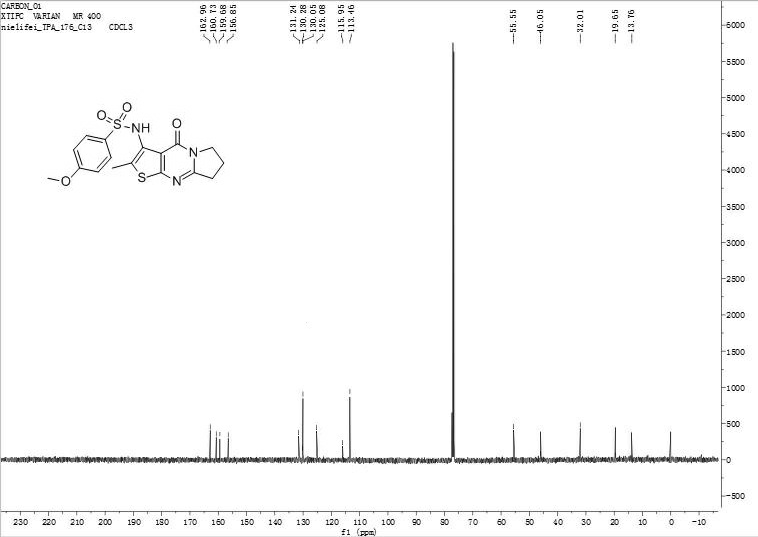 CARBON_01
XTIPC VARIAN MR 400
nielifei_TPA_176_C13 CDCL3
162.96
160.73
159.68
156.85
131.24
130.28
130.05
125.08
115.95
113.46
55.55
46.05
32.01
19.65
13.76
6000
5500
5000
4500
4000
3500
3000
2500
2000
1500
1000
500
0
-500
O
O
S
NH
O
N
O
S
N
230 220 210 200 190 180 170 160 150 140 130 120 110 100 90 80 70 60 50 40 30 20 10 0 -10
f1 (ppm)